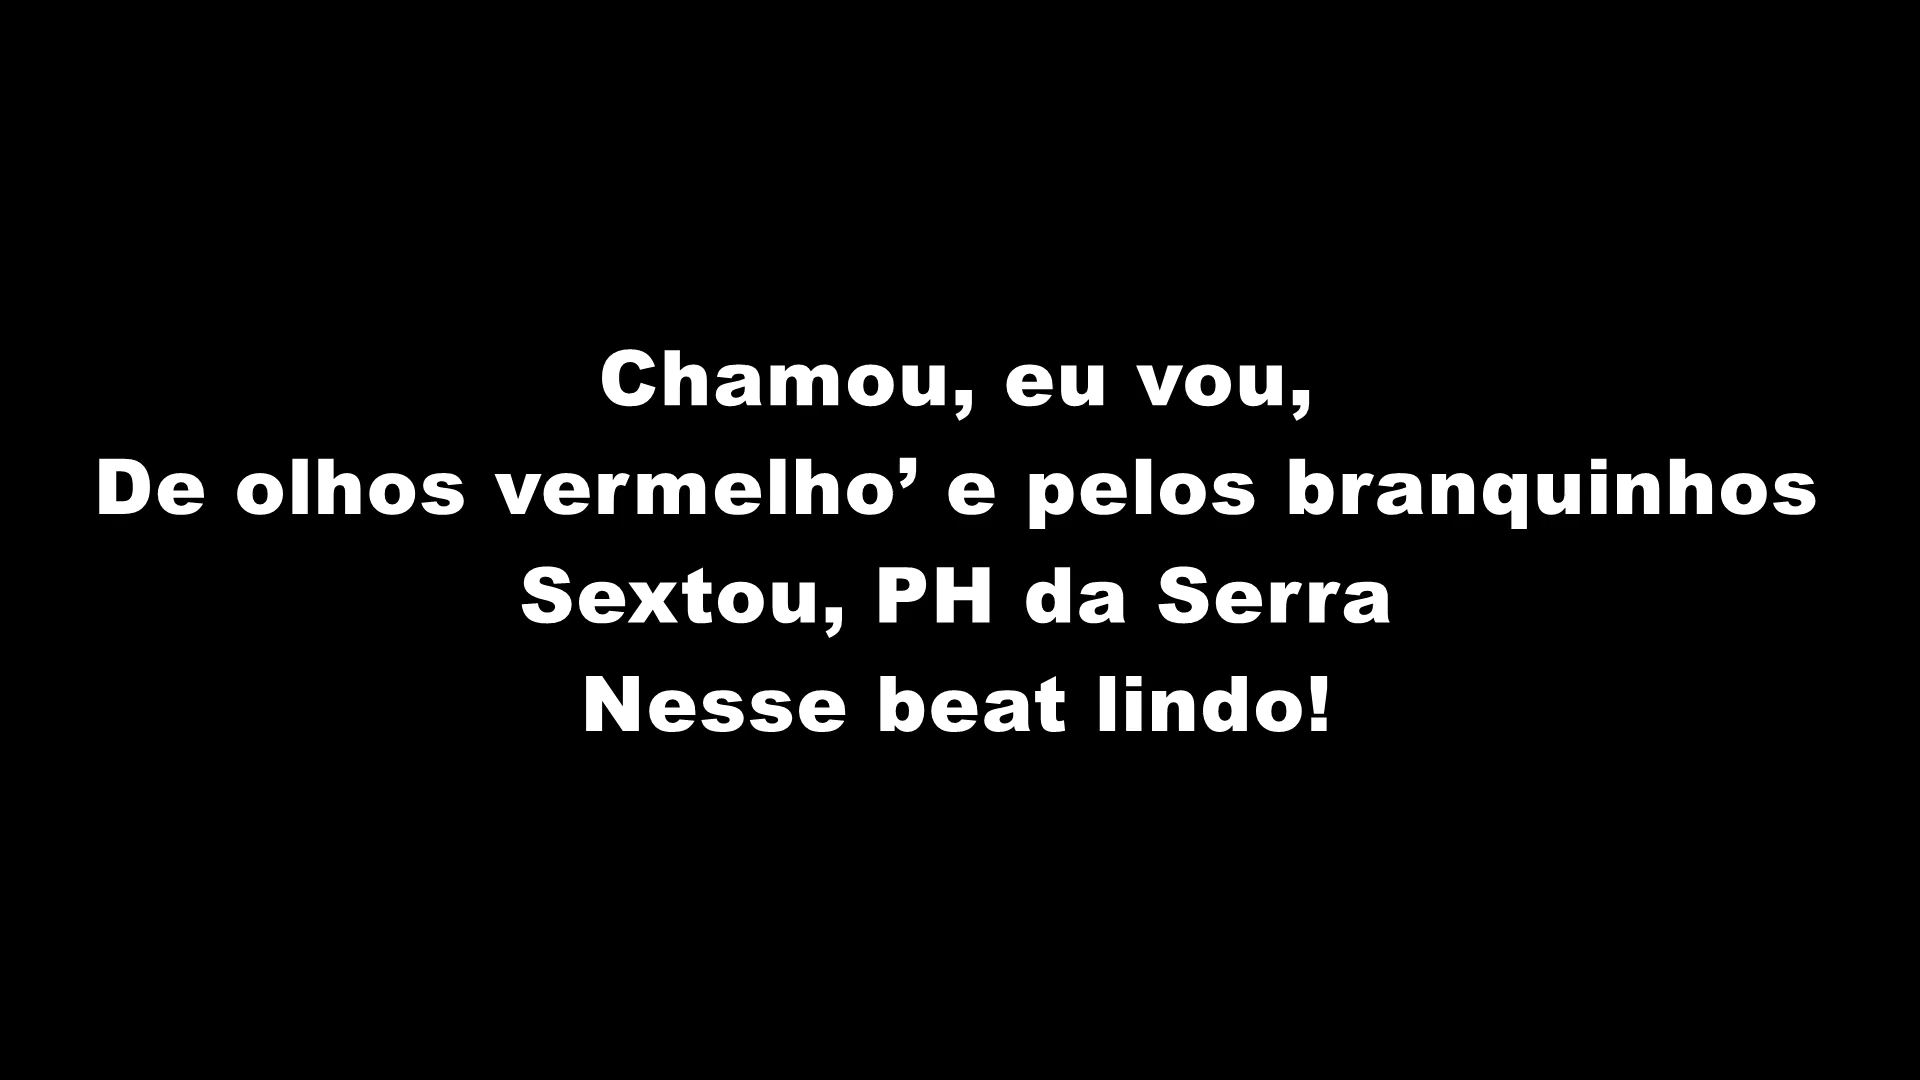 Chamou, eu vou,
De olhos vermelho’ e pelos branquinhos
Sextou, PH da Serra
Nesse beat lindo!